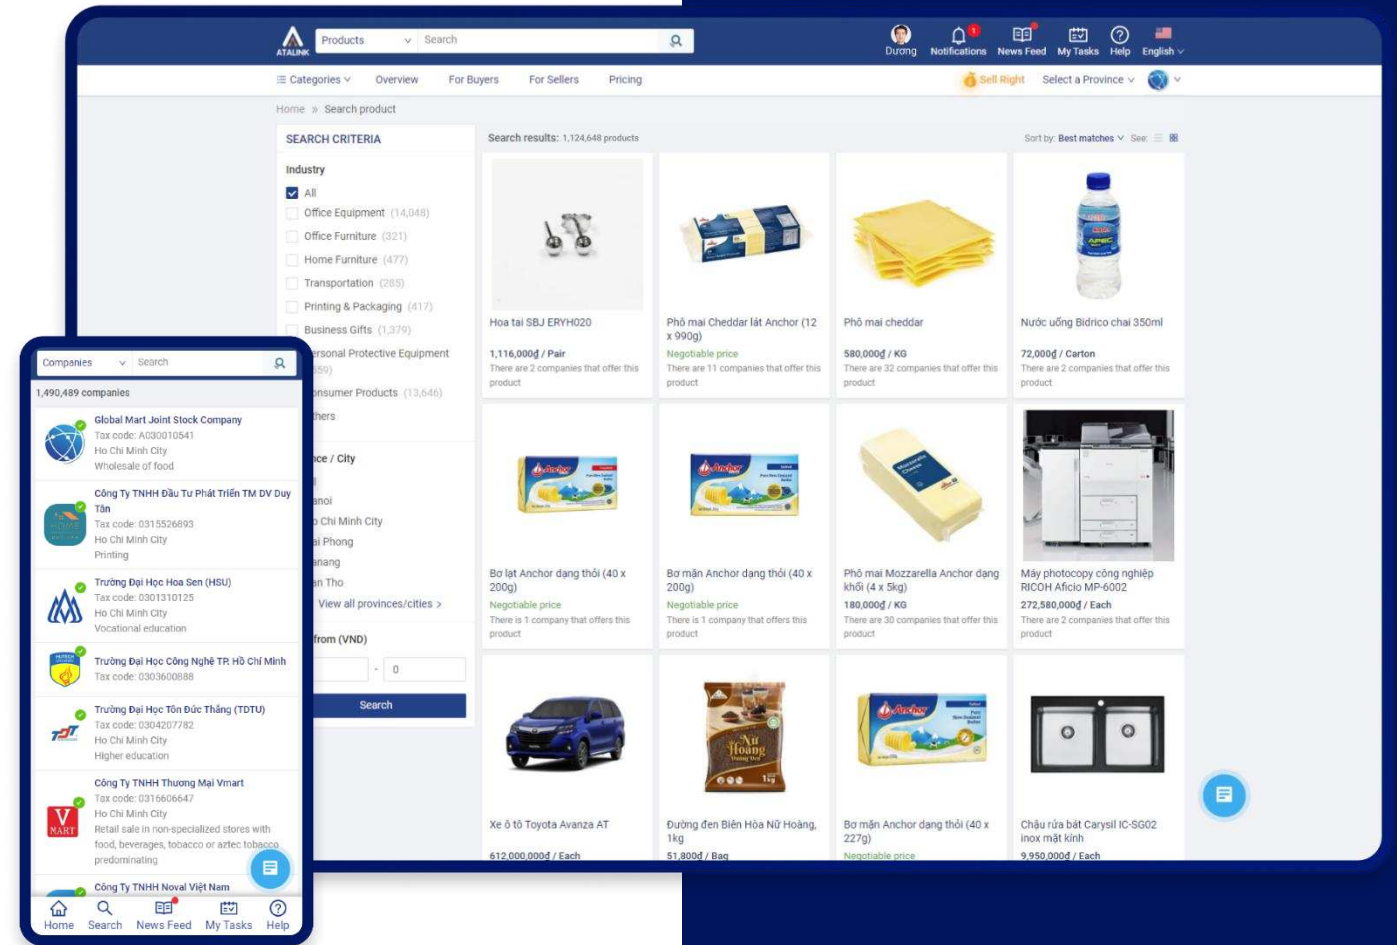 ATALINK
Products
Search
Dương
1
Notifications
News Feed
My Tasks
Help
English
Categories
Overview
For Buyers
For Sellers
Pricing
Sell Right
Select a Province
Home » Search product
SEARCH CRITERIA
Industry
All
Office Equipment (14,048)
Office Furniture (321)
Home Furniture (477)
Transportation (285)
Printing & Packaging (417)
Business Gifts (1,379)
ersonal Protective Equipment
559)
onsumer Products (13,646)
thers
nce / City
anoi
o Chi Minh City
ai Phong
anang
an Tho
View all provinces/cities >
from (VND)
- 0
Search
Search results: 1,124,648 products
Sort by: Best matches
See:
Hoa tai SBJ ERYH020
1,116,000₫ / Pair
There are 2 companies that offer this
product
Phô mai Cheddar lát Anchor (12
x 990g)
Negotiable price
There are 11 companies that offer this
product
Phô mai cheddar
580,000₫ / KG
There are 32 companies that offer this
product
APEC
Nước uống Bidrico chai 350ml
72,000₫ / Carton
There are 2 companies that offer this
product
Anchor
Bơ lạt Anchor dạng thỏi (40 x
200g)
Negotiable price
There is 1 company that offers this
product
Anchor
Bơ mặn Anchor dạng thỏi (40 x
200g)
Negotiable price
There is 1 company that offers this
product
Mozzarella
Cheese
Phô mai Mozzarella Anchor dạng
khối (4 x 5kg)
180,000₫ / KG
There are 30 companies that offer this
product
Máy photocopy công nghiệp
RICOH Aficio MP-6002
272,580,000₫ / Each
There are 2 companies that offer this
product
Xe ô tô Toyota Avanza AT
612,000,000₫ / Each
Nữ
Hoàng
1kg
Đường đen Biên Hòa Nữ Hoàng,
1kg
51,800₫ / Bag
Anchor
Bơ mặn Anchor dạng thỏi (40 x
227g)
Negotiable price
Chậu rửa bát Carysil IC-SG02
inox mặt kính
9,950,000₫ / Each
Companies
Search
1,490,489 companies
Global Mart Joint Stock Company
Tax code: A030010541
Ho Chi Minh City
Wholesale of food
HOME
Công Ty TNHH Đầu Tư Phát Triển TM DV Duy
Tân
Tax code: 0315526893
Ho Chi Minh City
Printing
Trường Đại Học Hoa Sen (HSU)
Tax code: 0301310125
Ho Chi Minh City
Vocational education
HUTECH
Trường Đại Học Công Nghệ TP. Hồ Chí Minh
Tax code: 0303600888
TDT
Trường Đại Học Tôn Đức Thắng (TDTU)
Tax code: 0304207782
Ho Chi Minh City
Higher education
V
MART
Công Ty TNHH Thương Mại Vmart
Tax code: 0316606647
Ho Chi Minh City
Retail sale in non-specialized stores with
food, beverages, tobacco or aztec tobacco
predominating
Công Ty TNHH Noval Việt Nam
Home
Search
News Feed
My Tasks
Help